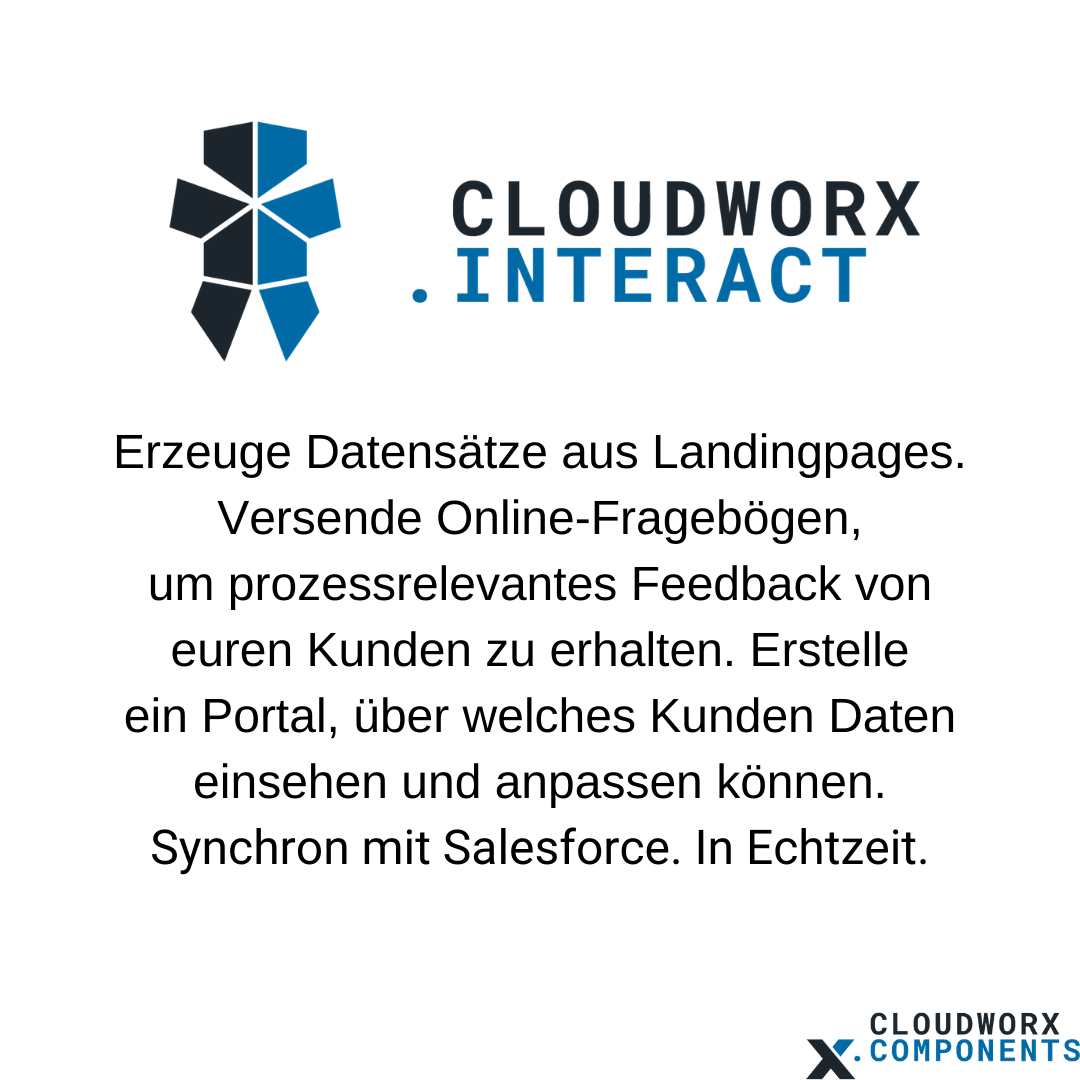 CLOUDWORX
.INTERACT
Erzeuge Datensätze aus Landingpages.
Versende Online-Fragebögen,
um prozessrelevantes Feedback von
euren Kunden zu erhalten. Erstelle
ein Portal, über welches Kunden Daten
einsehen und anpassen können.
Synchron mit Salesforce. In Echtzeit.
CLOUDWORX
.COMPONENTS